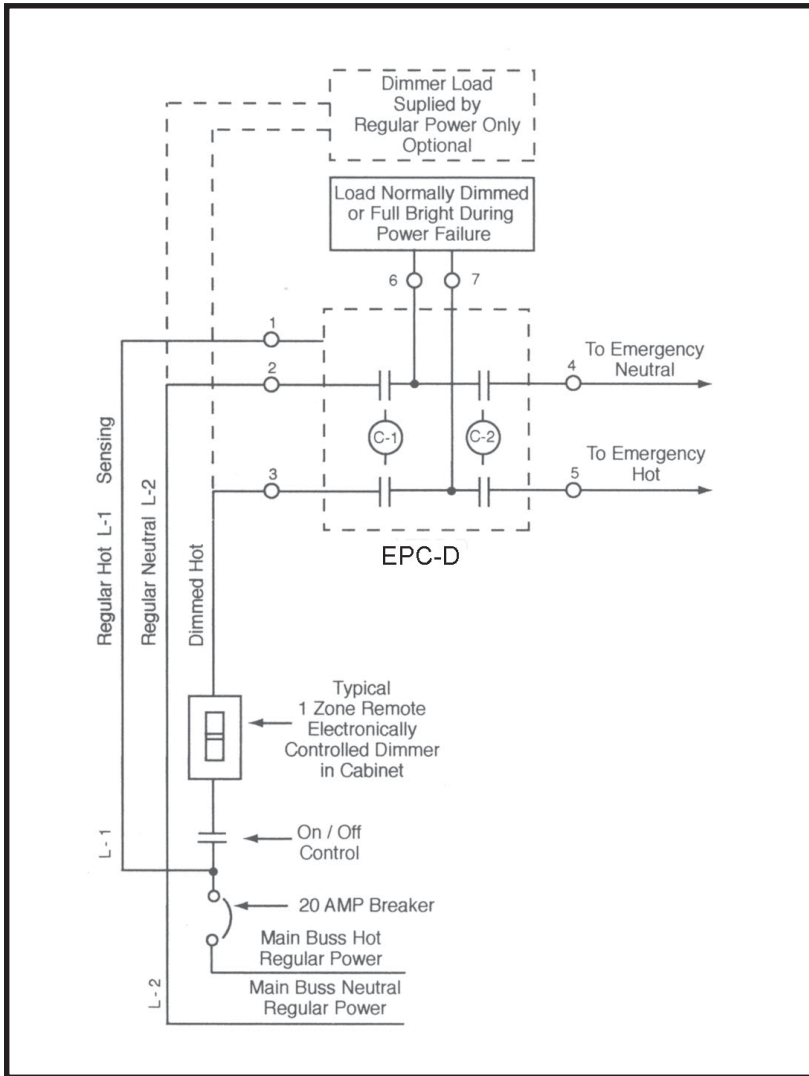 Dimmer Load
Suplied by
Regular Power Only
Optional
Load Normally Dimmed
or Full Bright During
Power Failure
6
7
1
2
3
4
5
To Emergency
Neutral
C-1
C-2
To Emergency
Hot
EPC-D
Regular Hot L-1 Sensing
Regular Neutral L-2
Dimmed Hot
Typical
1 Zone Remote
Electronically
Controlled Dimmer
in Cabinet
L-1
On / Off
Control
20 AMP Breaker
Main Buss Hot
Regular Power
L-2
Main Buss Neutral
Regular Power